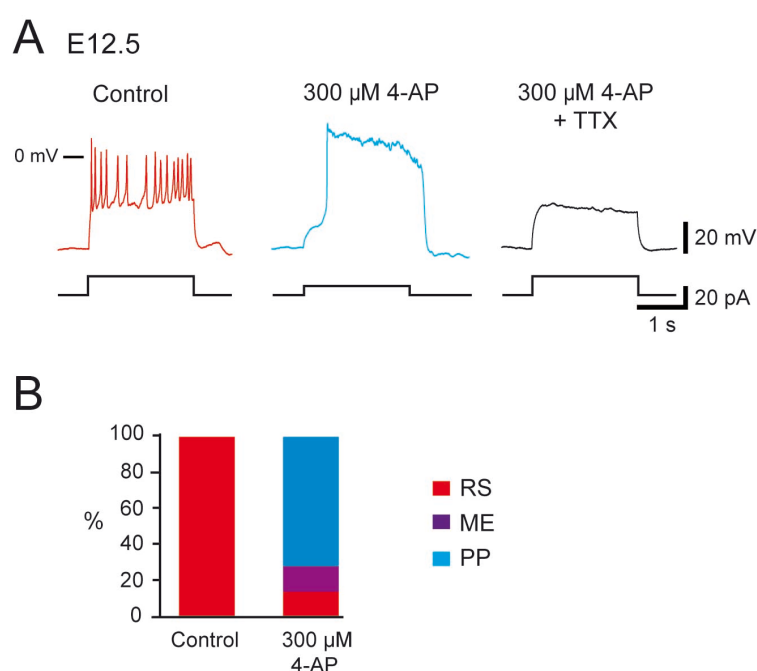 A E12.5
Control
300 µM 4-AP
300 µM 4-AP
+ TTX
0 mV
20 mV
20 pA
1 s
B
100
80
60
40
20
0
%
RS
ME
PP
Control
300 µM
4-AP